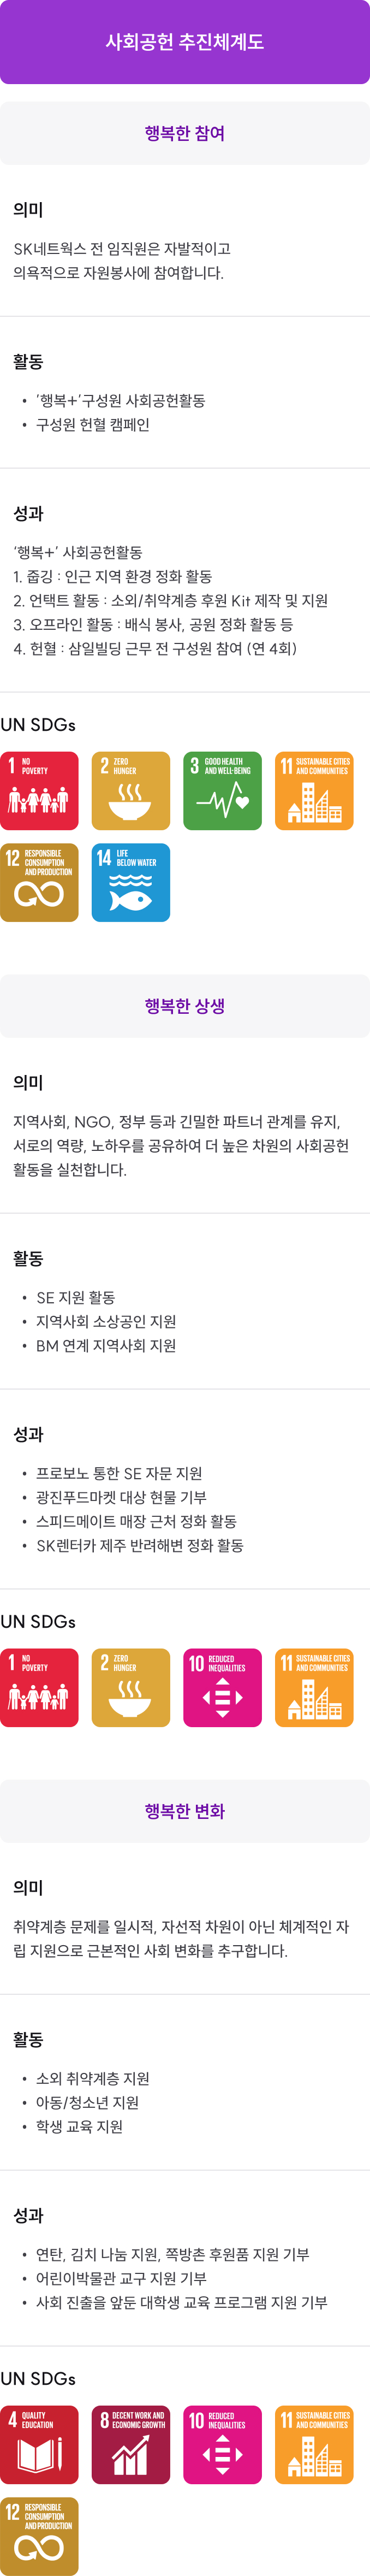 사회공헌 추진체계도
행복한 참여
의미
SK네트웍스 전 임직원은 자발적이고
의욕적으로 자원봉사에 참여합니다.
활동
• ‘행복+’구성원 사회공헌활동
• 구성원 헌혈 캠페인
성과
‘행복+’ 사회공헌활동
1. 줍깅 : 인근 지역 환경 정화 활동
2. 언택트 활동 : 소외/취약계층 후원 Kit 제작 및 지원
3. 오프라인 활동 : 배식 봉사, 공원 정화 활동 등
4. 헌혈 : 삼일빌딩 근무 전 구성원 참여 (연 4회)
UN SDGs
1 NO
POVERTY
2 ZERO
HUNGER
3 GOOD HEALTH
AND WELL-BEING
11 SUSTAINABLE CITIES
AND COMMUNITIES
12 RESPONSIBLE
CONSUMPTION
AND PRODUCTION
14 LIFE
BELOW WATER
행복한 상생
의미
지역사회, NGO, 정부 등과 긴밀한 파트너 관계를 유지,
서로의 역량, 노하우를 공유하여 더 높은 차원의 사회공헌
활동을 실천합니다.
활동
• SE 지원 활동
• 지역사회 소상공인 지원
• BM 연계 지역사회 지원
성과
• 프로보노 통한 SE 자문 지원
• 광진푸드마켓 대상 현물 기부
• 스피드메이트 매장 근처 정화 활동
• SK렌터카 제주 반려해변 정화 활동
UN SDGs
1 NO
POVERTY
2 ZERO
HUNGER
10 REDUCED
INEQUALITIES
11 SUSTAINABLE CITIES
AND COMMUNITIES
행복한 변화
의미
취약계층 문제를 일시적, 자선적 차원이 아닌 체계적인 자
립 지원으로 근본적인 사회 변화를 추구합니다.
활동
• 소외 취약계층 지원
• 아동/청소년 지원
• 학생 교육 지원
성과
• 연탄, 김치 나눔 지원, 쪽방촌 후원품 지원 기부
• 어린이박물관 교구 지원 기부
• 사회 진출을 앞둔 대학생 교육 프로그램 지원 기부
UN SDGs
4 QUALITY
EDUCATION
8 DECENT WORK AND
ECONOMIC GROWTH
10 REDUCED
INEQUALITIES
11 SUSTAINABLE CITIES
AND COMMUNITIES
12 RESPONSIBLE
CONSUMPTION
AND PRODUCTION